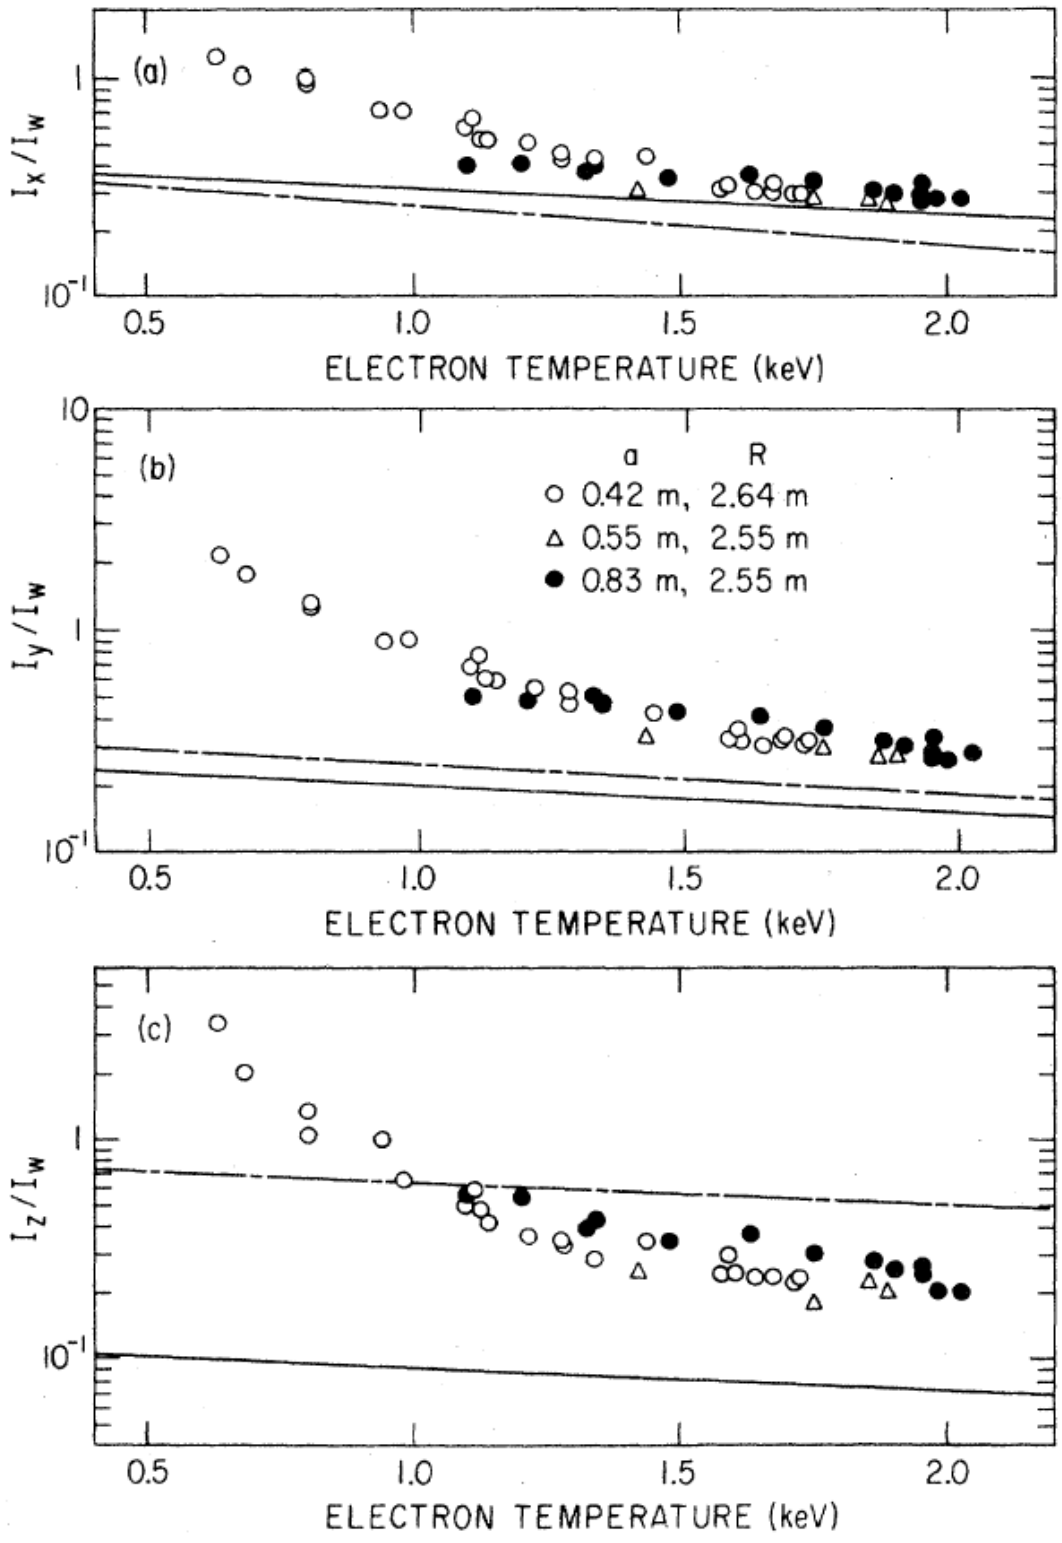 (a)
1
I_x/I_w
10⁻¹
0.5 1.0 1.5 2.0
ELECTRON TEMPERATURE (keV)
10
(b)
a R
○ 0.42 m, 2.64 m
△ 0.55 m, 2.55 m
● 0.83 m, 2.55 m
1
I_y/I_w
10⁻¹
0.5 1.0 1.5 2.0
ELECTRON TEMPERATURE (keV)
(c)
1
I_z/I_w
10⁻¹
0.5 1.0 1.5 2.0
ELECTRON TEMPERATURE (keV)